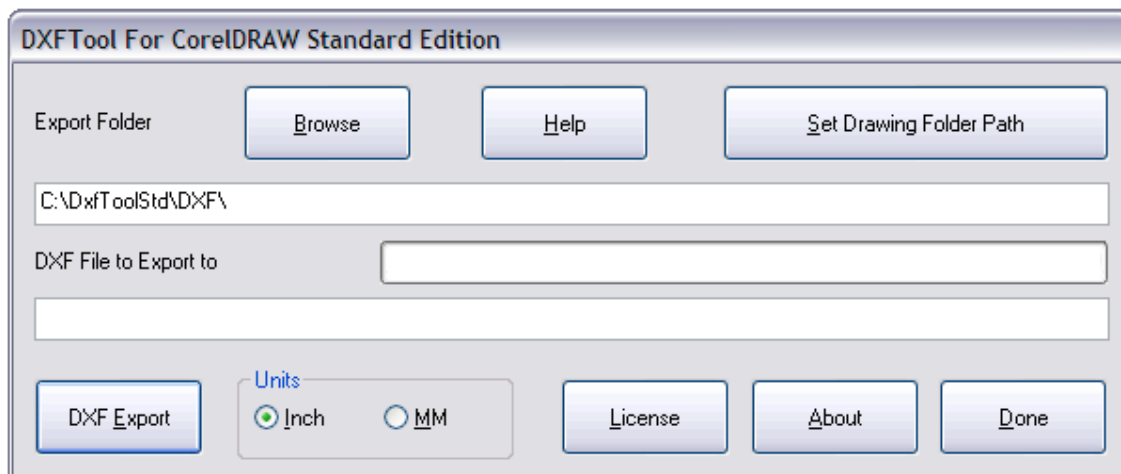 DXFTool For CorelDRAW Standard Edition
Export Folder Browse Help Set Drawing Folder Path
C:\DxfToolStd\DXF\
DXF File to Export to
Units
DXF Export Inch MM License About Done